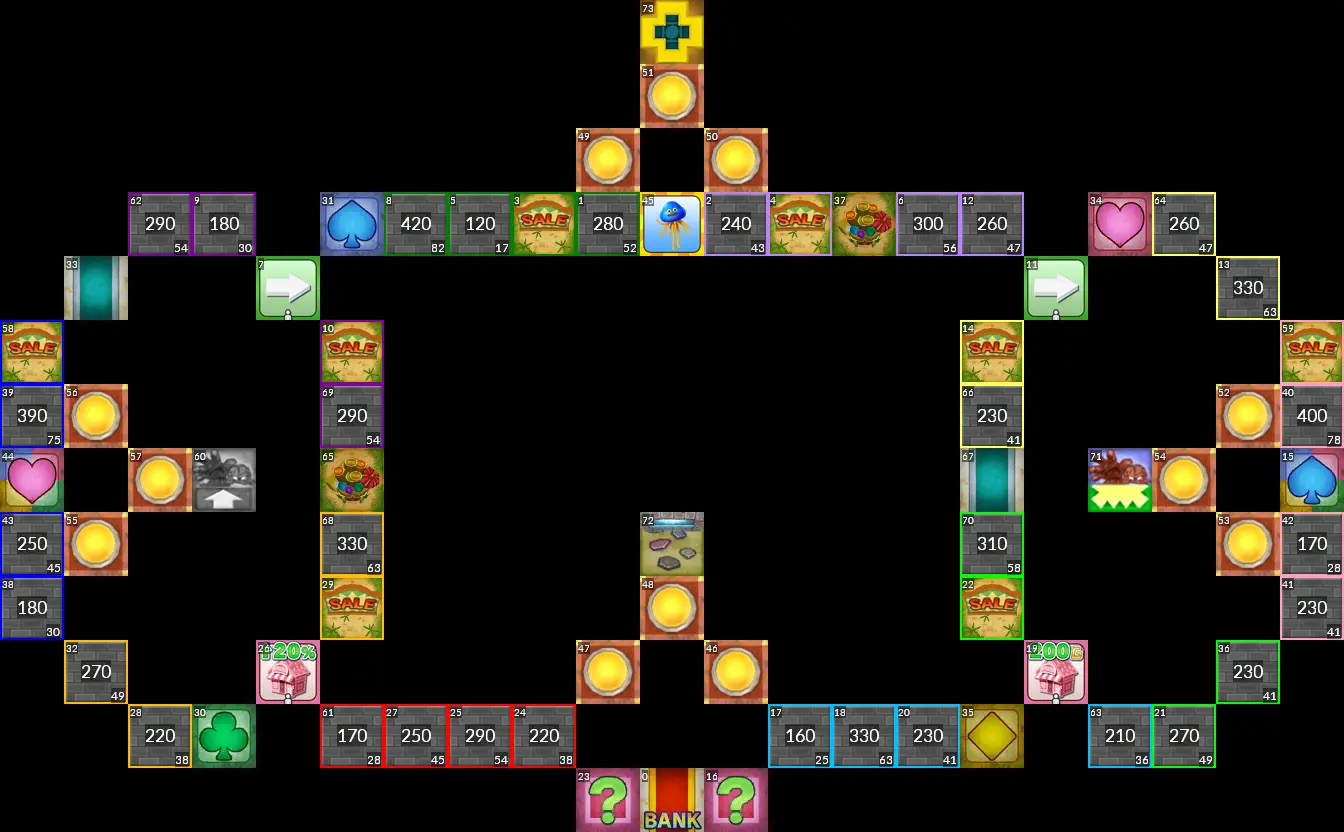 73
51
49 50
62 290 54 9 180 30 31 8 420 82 5 120 17 3 SALE 1 280 52 45 2 240 43 4 SALE 37 6 300 56 12 260 47 34 64 260 47
33 7 11 13 330 63
58 SALE 10 SALE 14 SALE 59 SALE
39 390 75 56 69 290 54 66 230 41 52 40 400 78
44 57 60 65 67 71 54 15
43 250 45 55 68 330 63 72 70 310 58 53 42 170 28
38 180 30 29 SALE 48 22 SALE 41 230 41
32 270 49 26 20% 47 46 19 200G 36 230 41
28 220 38 30 61 170 28 27 250 45 25 290 54 24 220 38 17 160 25 18 330 63 20 230 41 35 63 210 36 21 270 49
23 ? 0 BANK 16 ?